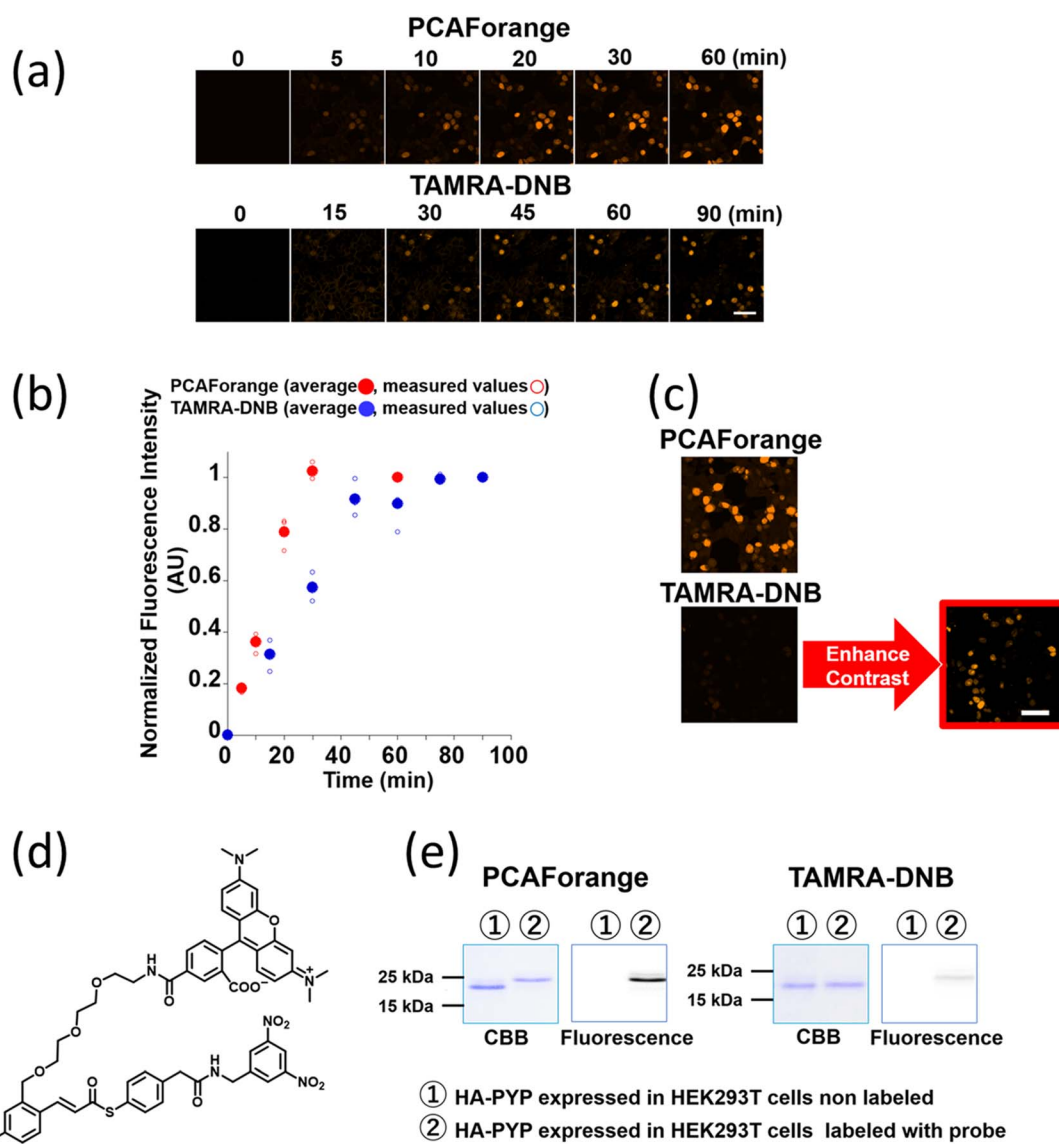 (a)
PCAForange
0 5 10 20 30 60 (min)
TAMRA-DNB
0 15 30 45 60 90 (min)
(b)
PCAForange (average , measured values )
TAMRA-DNB (average , measured values )
Normalized Fluorescence Intensity
(AU)
1
0.8
0.6
0.4
0.2
0
0 20 40 60 80 100
Time (min)
(c)
PCAForange
TAMRA-DNB
Enhance
Contrast
(d)
N
O
N+
COO−
H
N
O
O
O
O
O
S
O
H
N
NO2
NO2
(e)
PCAForange TAMRA-DNB
① ② ① ② ① ② ① ②
25 kDa 25 kDa
15 kDa 15 kDa
CBB Fluorescence CBB Fluorescence
① HA-PYP expressed in HEK293T cells non labeled
② HA-PYP expressed in HEK293T cells labeled with probe